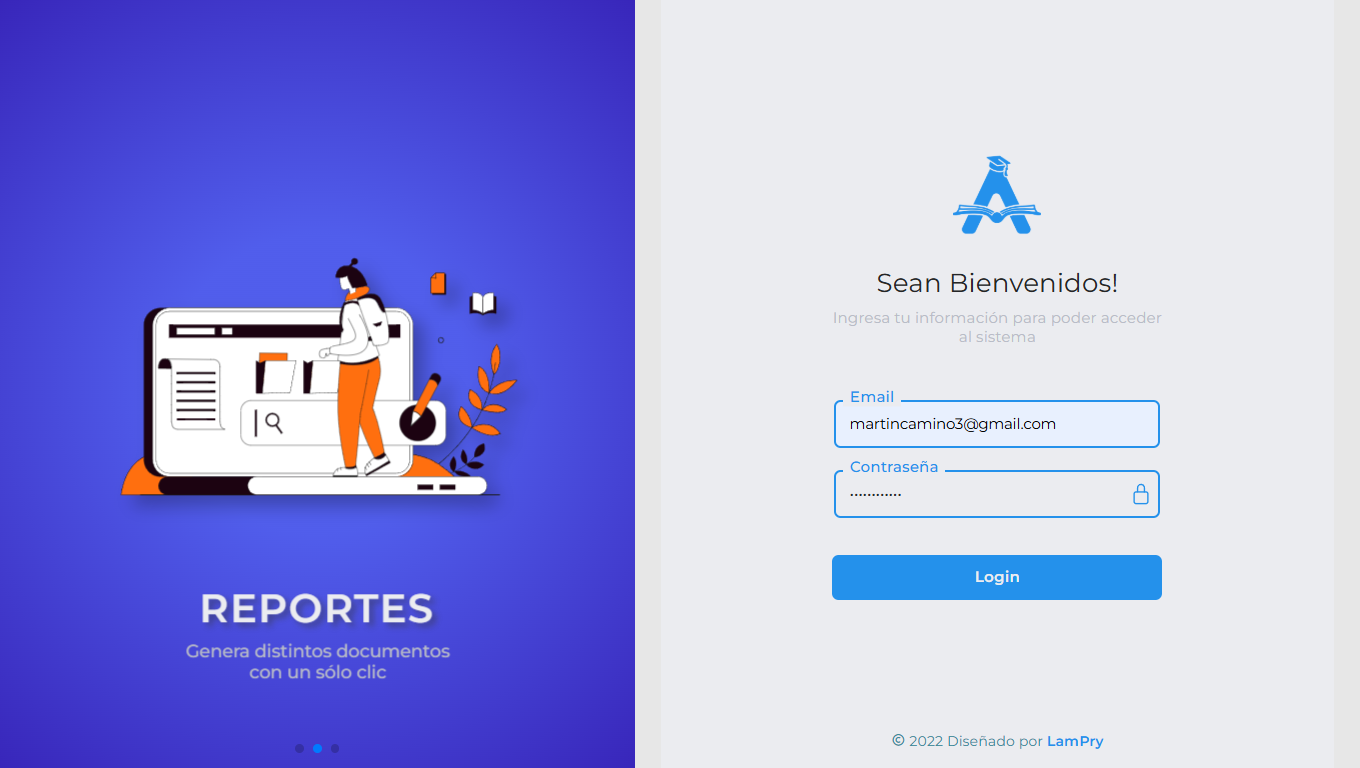 REPORTES
Genera distintos documentos
con un sólo clic
Sean Bienvenidos!
Ingresa tu información para poder acceder
al sistema
Email
martincamino3@gmail.com
Contraseña
............
Login
© 2022 Diseñado por LamPry